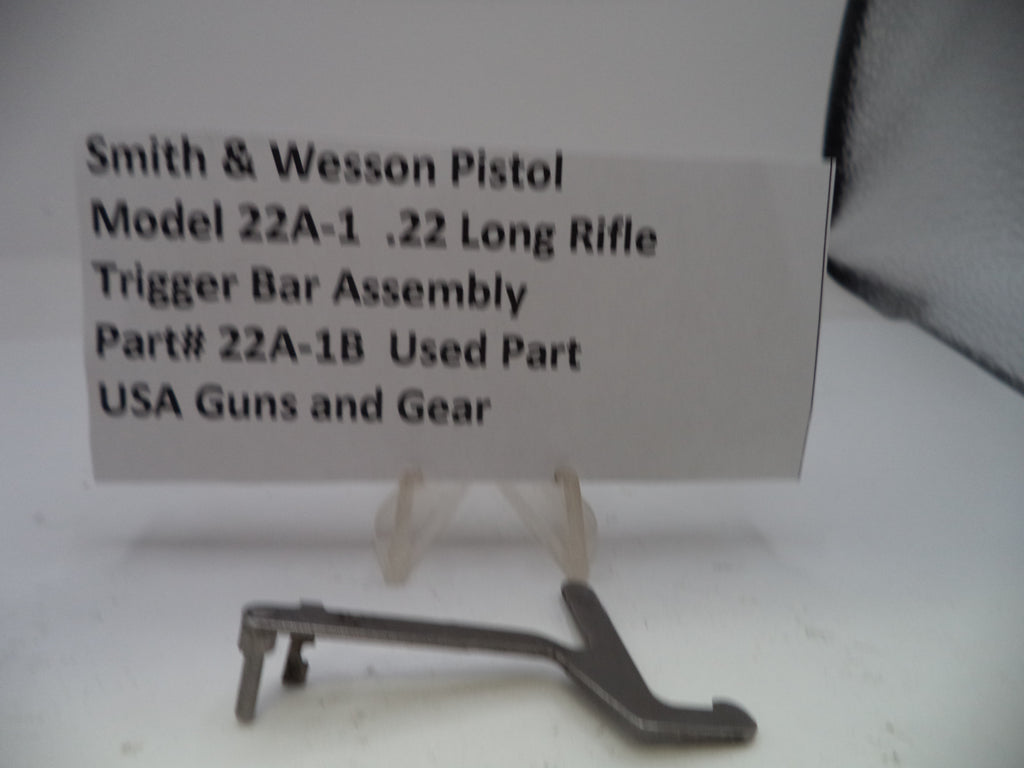 Smith & Wesson Pistol
Model 22A-1 .22 Long Rifle
Trigger Bar Assembly
Part# 22A-1B Used Part
USA Guns and Gear